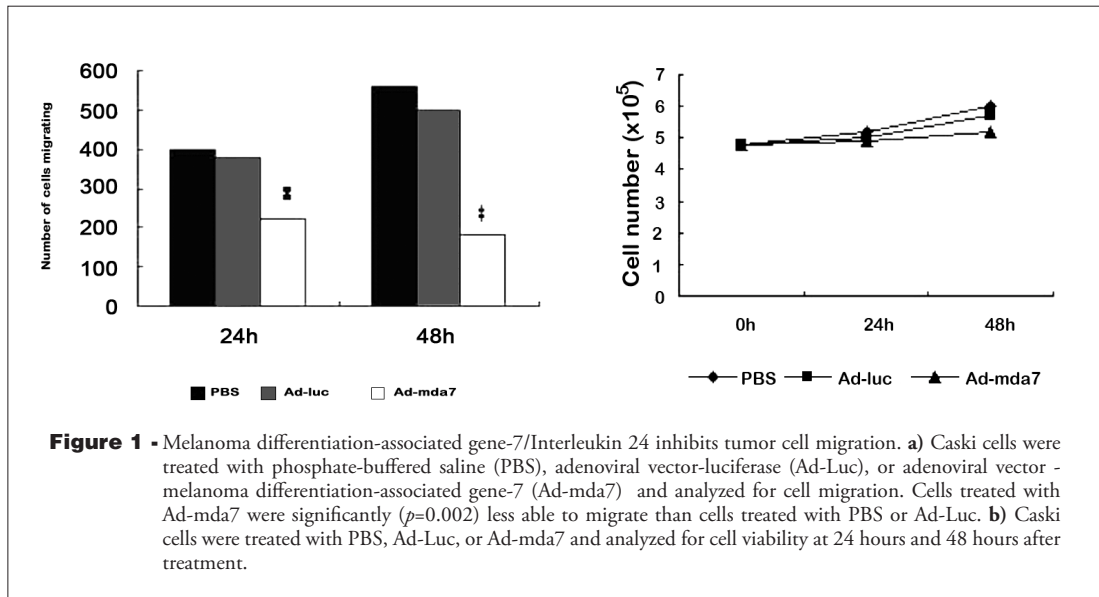 600
500
400
300
200
100
0
Number of cells migrating
24h
48h
PBS
Ad-luc
Ad-mda7
7
6
5
4
3
2
1
0
Cell number (x10⁵)
0h
24h
48h
PBS
Ad-luc
Ad-mda7
Figure 1 - Melanoma differentiation-associated gene-7/Interleukin 24 inhibits tumor cell migration. a) Caski cells were
treated with phosphate-buffered saline (PBS), adenoviral vector-luciferase (Ad-Luc), or adenoviral vector -
melanoma differentiation-associated gene-7 (Ad-mda7) and analyzed for cell migration. Cells treated with
Ad-mda7 were significantly (p=0.002) less able to migrate than cells treated with PBS or Ad-Luc. b) Caski
cells were treated with PBS, Ad-Luc, or Ad-mda7 and analyzed for cell viability at 24 hours and 48 hours after
treatment.